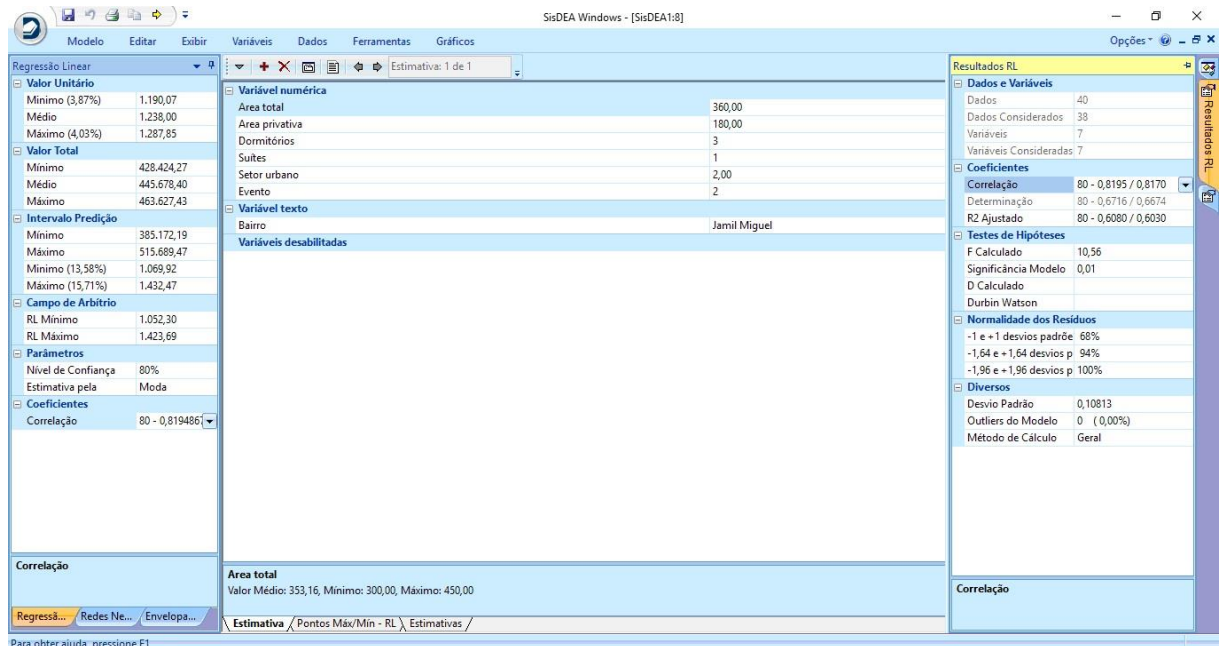 SisDEA Windows - [SisDEA1:8]
Modelo Editar Exibir Variáveis Dados Ferramentas Gráficos Opções
Regressão Linear
Valor Unitário
Minimo (3,87%) 1.190,07
Médio 1.238,00
Máximo (4,03%) 1.287,85
Valor Total
Mínimo 428.424,27
Médio 445.678,40
Máximo 463.627,43
Intervalo Predição
Mínimo 385.172,19
Máximo 515.689,47
Minimo (13,58%) 1.069,92
Máximo (15,71%) 1.432,47
Campo de Arbítrio
RL Mínimo 1.052,30
RL Máximo 1.423,69
Parâmetros
Nível de Confiança 80%
Estimativa pela Moda
Coeficientes
Correlação 80 - 0,819486
Correlação
Regressã... Redes Ne... Envelopa...
Estimativa: 1 de 1
Variável numérica
Area total 360,00
Area privativa 180,00
Dormitórios 3
Suítes 1
Setor urbano 2,00
Evento 2
Variável texto
Bairro Jamil Miguel
Variáveis desabilitadas
Area total
Valor Médio: 353,16, Mínimo: 300,00, Máximo: 450,00
Estimativa Pontos Máx/Mín - RL Estimativas
Resultados RL
Dados e Variáveis
Dados 40
Dados Considerados 38
Variáveis 7
Variáveis Consideradas 7
Coeficientes
Correlação 80 - 0,8195 / 0,8170
Determinação 80 - 0,6716 / 0,6674
R2 Ajustado 80 - 0,6080 / 0,6030
Testes de Hipóteses
F Calculado 10,56
Significância Modelo 0,01
D Calculado
Durbin Watson
Normalidade dos Resíduos
-1 e +1 desvios padrõe 68%
-1,64 e +1,64 desvios p 94%
-1,96 e +1,96 desvios p 100%
Diversos
Desvio Padrão 0,10813
Outliers do Modelo 0 (0,00%)
Método de Cálculo Geral
Correlação
Resultados RL
Para obter ajuda, pressione F1